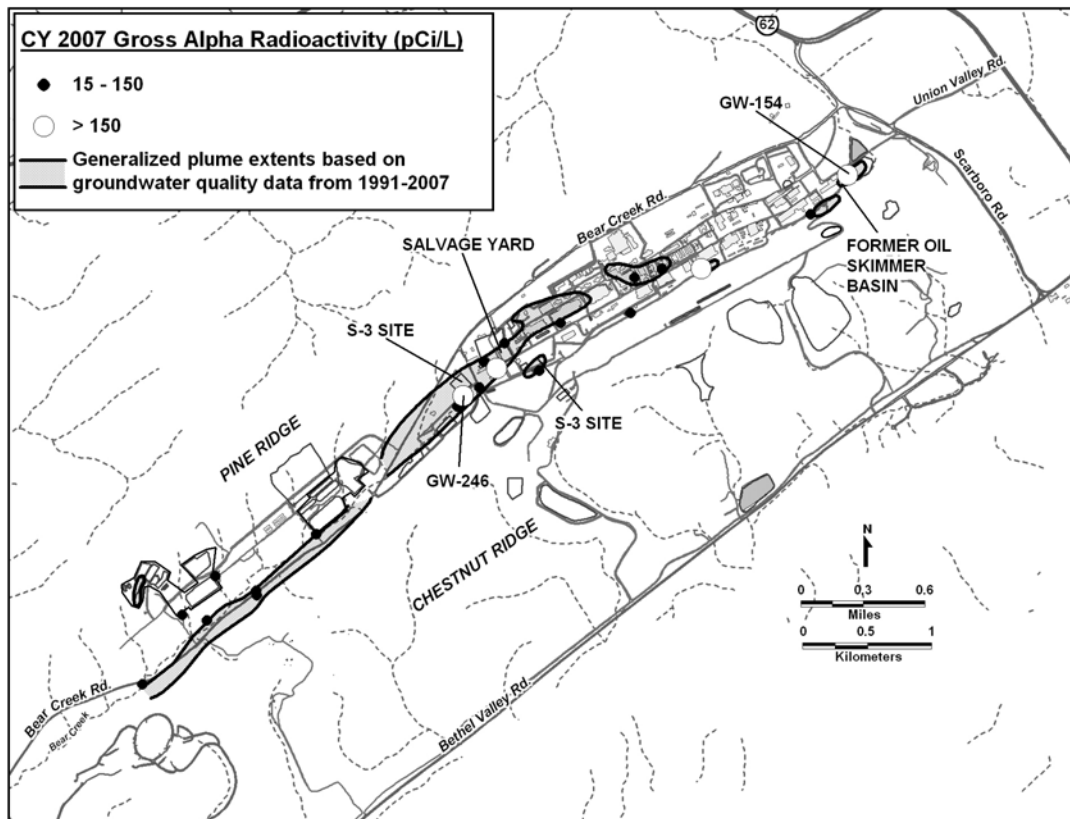 CY 2007 Gross Alpha Radioactivity (pCi/L)
15 - 150
> 150
Generalized plume extents based on
groundwater quality data from 1991-2007
62
Union Valley Rd.
GW-154
Scarboro Rd.
Bear Creek Rd.
SALVAGE YARD
FORMER OIL
SKIMMER
BASIN
S-3 SITE
S-3 SITE
PINE RIDGE
GW-246
CHESTNUT RIDGE
N
0 0.3 0.6
Miles
0 0.5 1
Kilometers
Bear Creek Rd.
Bear Creek
Bethel Valley Rd.